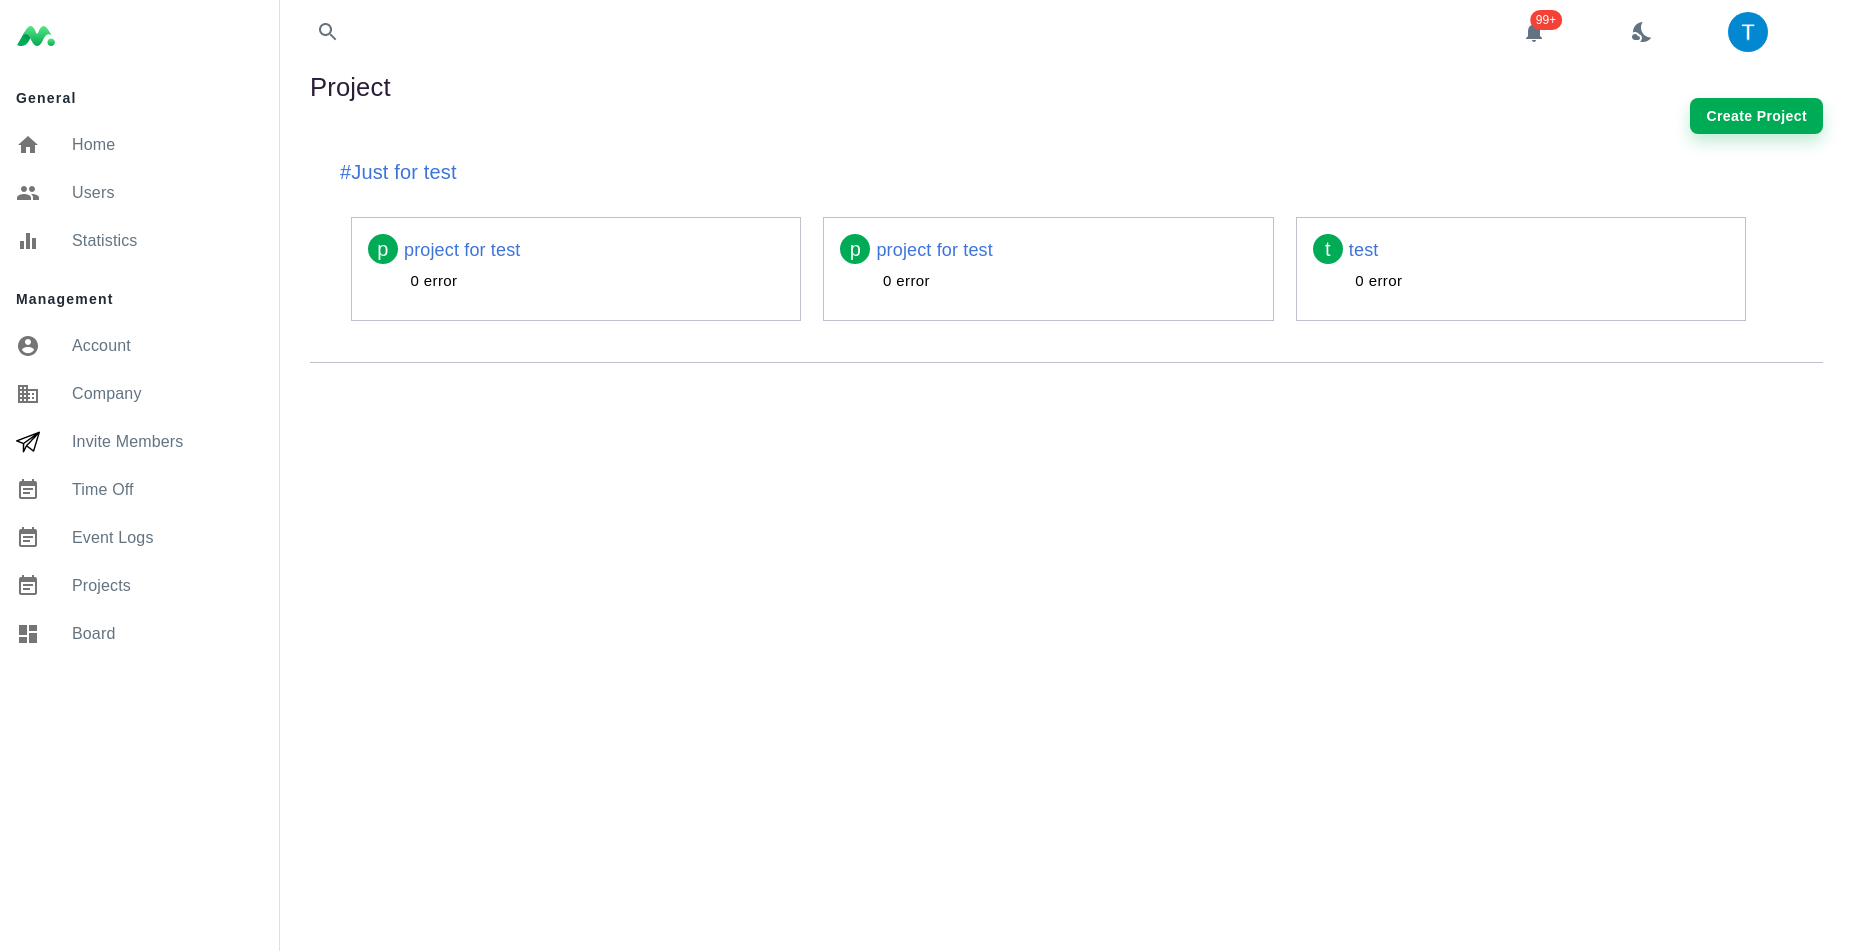 99+
T
General
Home
Users
Statistics
Management
Account
Company
Invite Members
Time Off
Event Logs
Projects
Board
Project
Create Project
#Just for test
p project for test
0 error
p project for test
0 error
t test
0 error